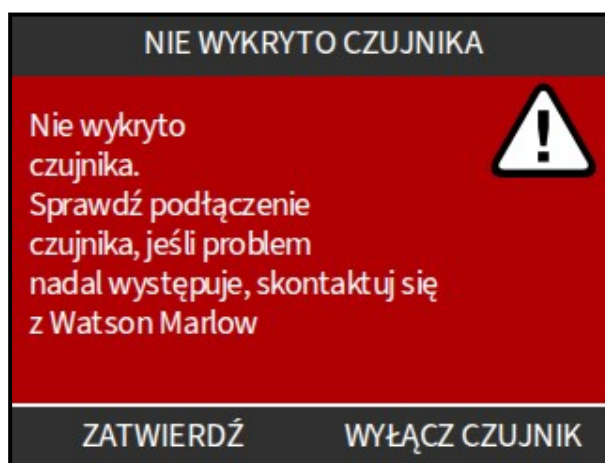 NIE WYKRYTO CZUJNIKA
Nie wykryto
czujnika.
Sprawdź podłączenie
czujnika, jeśli problem
nadal występuje, skontaktuj się
z Watson Marlow
ZATWIERDŹ WYŁĄCZ CZUJNIK